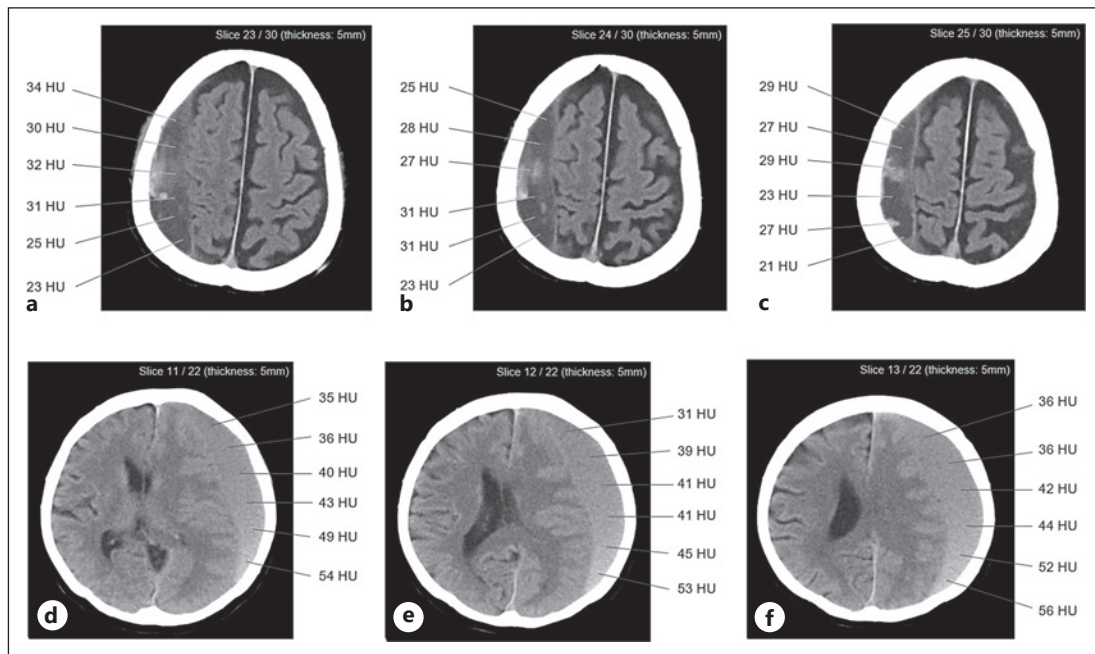 Slice 23 / 30 (thickness: 5mm)
34 HU
30 HU
32 HU
31 HU
25 HU
23 HU
a
Slice 24 / 30 (thickness: 5mm)
25 HU
28 HU
27 HU
31 HU
31 HU
23 HU
b
Slice 25 / 30 (thickness: 5mm)
29 HU
27 HU
29 HU
23 HU
27 HU
21 HU
c
Slice 11 / 22 (thickness: 5mm)
35 HU
36 HU
40 HU
43 HU
49 HU
54 HU
d
Slice 12 / 22 (thickness: 5mm)
31 HU
39 HU
41 HU
41 HU
45 HU
53 HU
e
Slice 13 / 22 (thickness: 5mm)
36 HU
36 HU
42 HU
44 HU
52 HU
56 HU
f